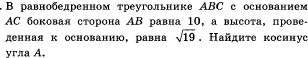 . В равнобедренном треугольнике ABC с основанием
AC боковая сторона AB равна 10, а высота, прове-
денная к основанию, равна √19. Найдите косинус
угла A.